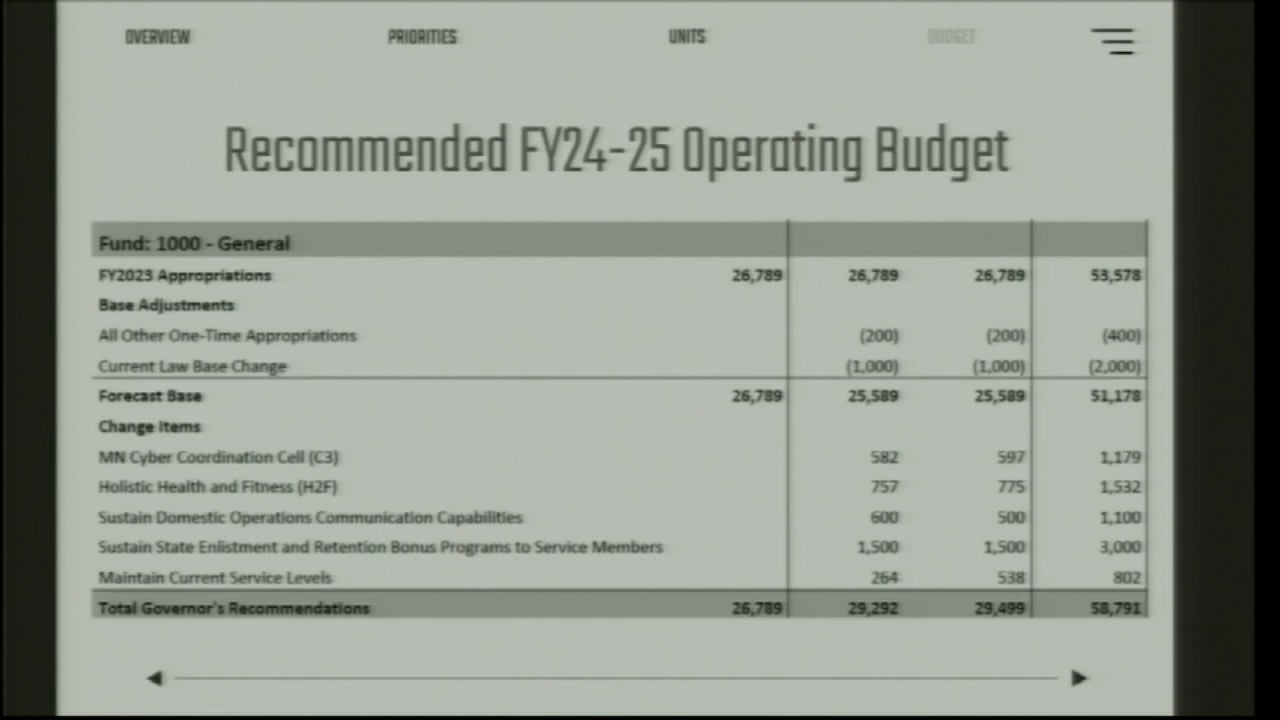 OVERVIEW PRIORITIES UNITS BUDGET
Recommended FY24-25 Operating Budget
Fund: 1000 - General
FY2023 Appropriations 26,789 26,789 26,789 53,578
Base Adjustments
All Other One-Time Appropriations (200) (200) (400)
Current Law Base Change (1,000) (1,000) (2,000)
Forecast Base 26,789 25,589 25,589 51,178
Change Items
MN Cyber Coordination Cell (C3) 582 597 1,179
Holistic Health and Fitness (H2F) 757 775 1,532
Sustain Domestic Operations Communication Capabilities 600 500 1,100
Sustain State Enlistment and Retention Bonus Programs to Service Members 1,500 1,500 3,000
Maintain Current Service Levels 264 538 802
Total Governor's Recommendations 26,789 29,292 29,499 58,791